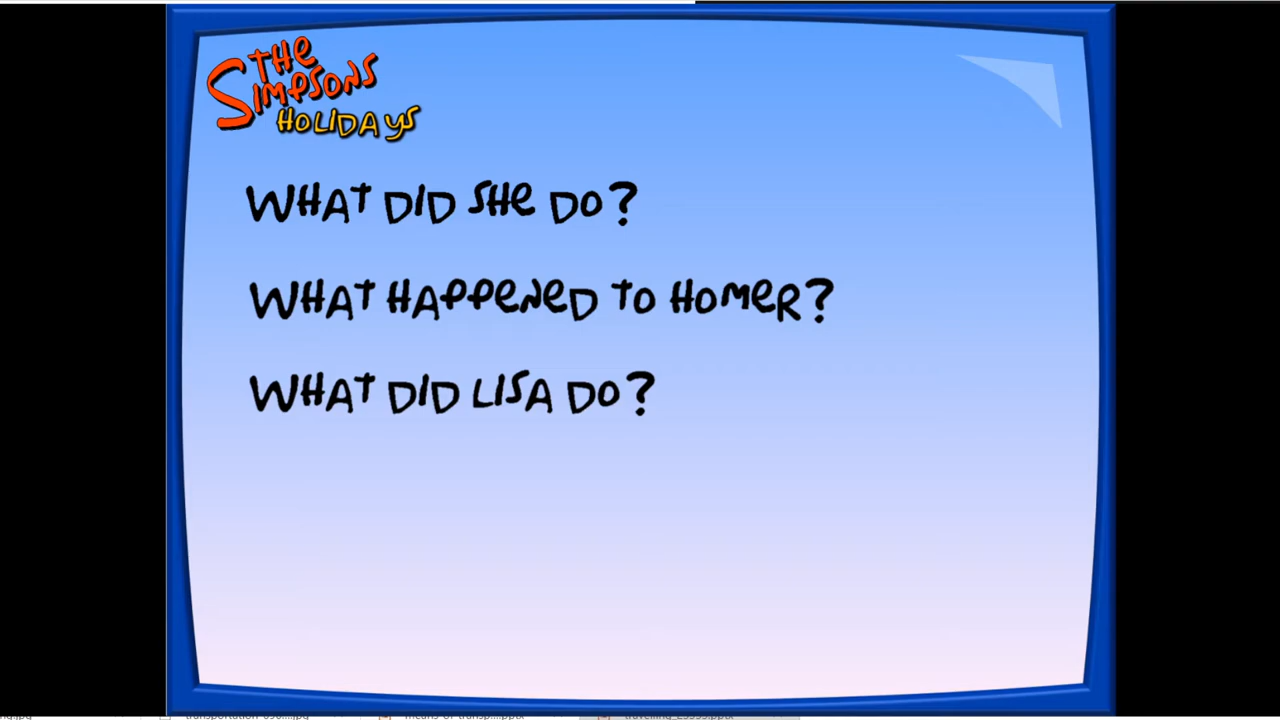 THE
SIMPSONS
HOLIDAYS
WHAT DID SHE DO?
WHAT HAPPENED TO HOMER?
WHAT DID LISA DO?